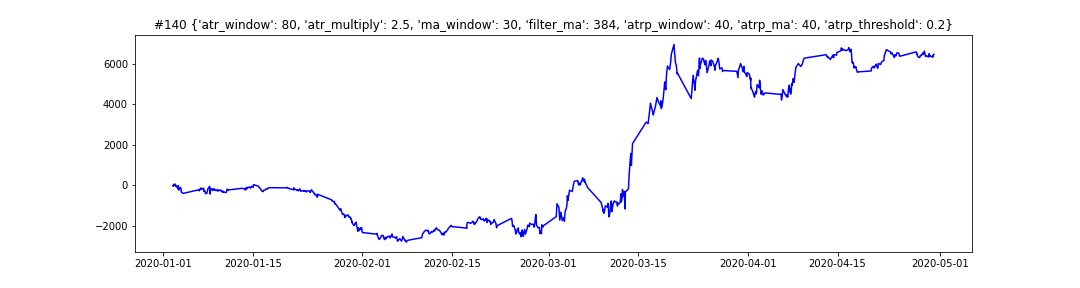 #140 {'atr_window': 80, 'atr_multiply': 2.5, 'ma_window': 30, 'filter_ma': 384, 'atrp_window': 40, 'atrp_ma': 40, 'atrp_threshold': 0.2}
6000
4000
2000
0
−2000
2020-01-01 2020-01-15 2020-02-01 2020-02-15 2020-03-01 2020-03-15 2020-04-01 2020-04-15 2020-05-01